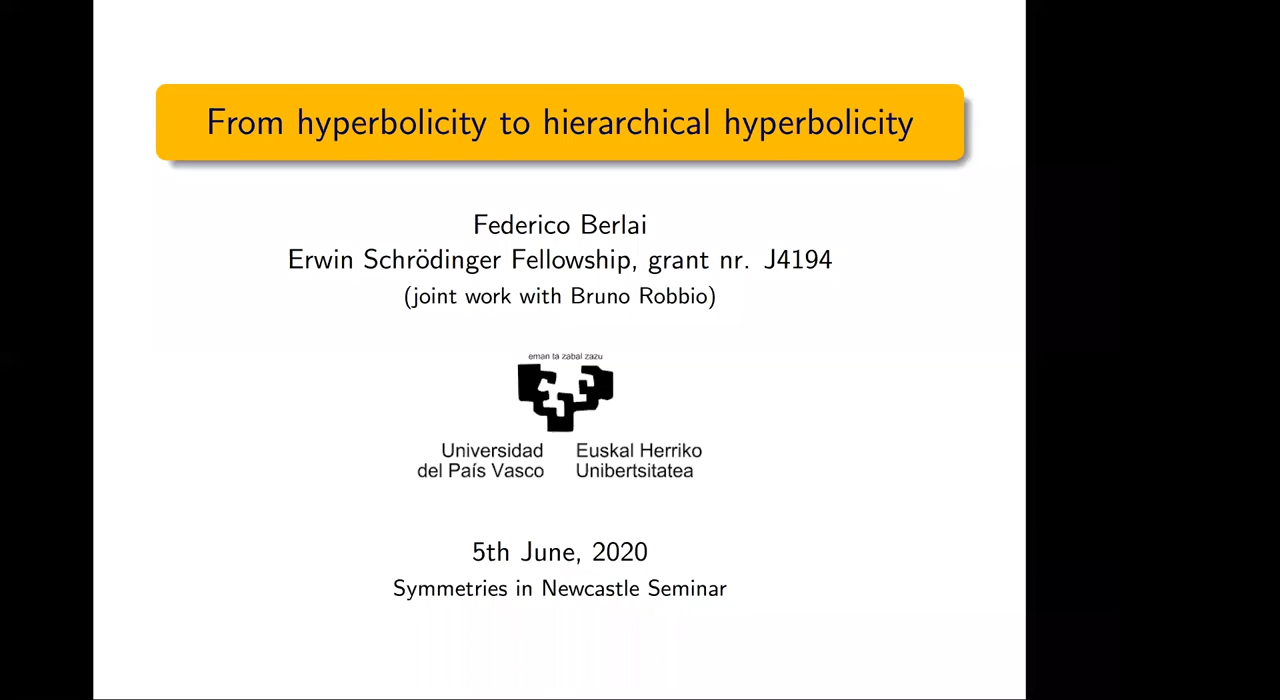 From hyperbolicity to hierarchical hyperbolicity
Federico Berlai
Erwin Schrödinger Fellowship, grant nr. J4194
(joint work with Bruno Robbio)
eman ta zabal zazu
Universidad
del País Vasco
Euskal Herriko
Unibertsitatea
5th June, 2020
Symmetries in Newcastle Seminar